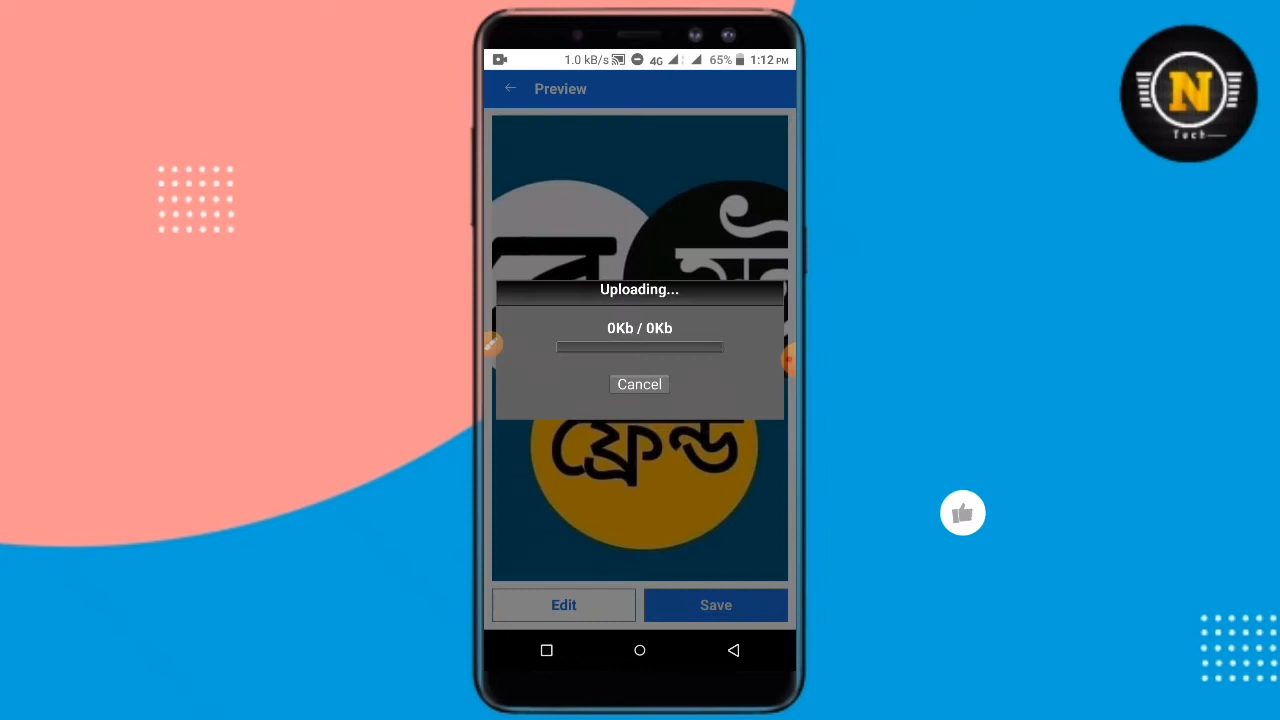 1.0 kB/s 4G 65% 1:12 PM
Preview
Uploading...
0Kb / 0Kb
Cancel
ফ্রেন্ড
Edit
Save
N
Tech